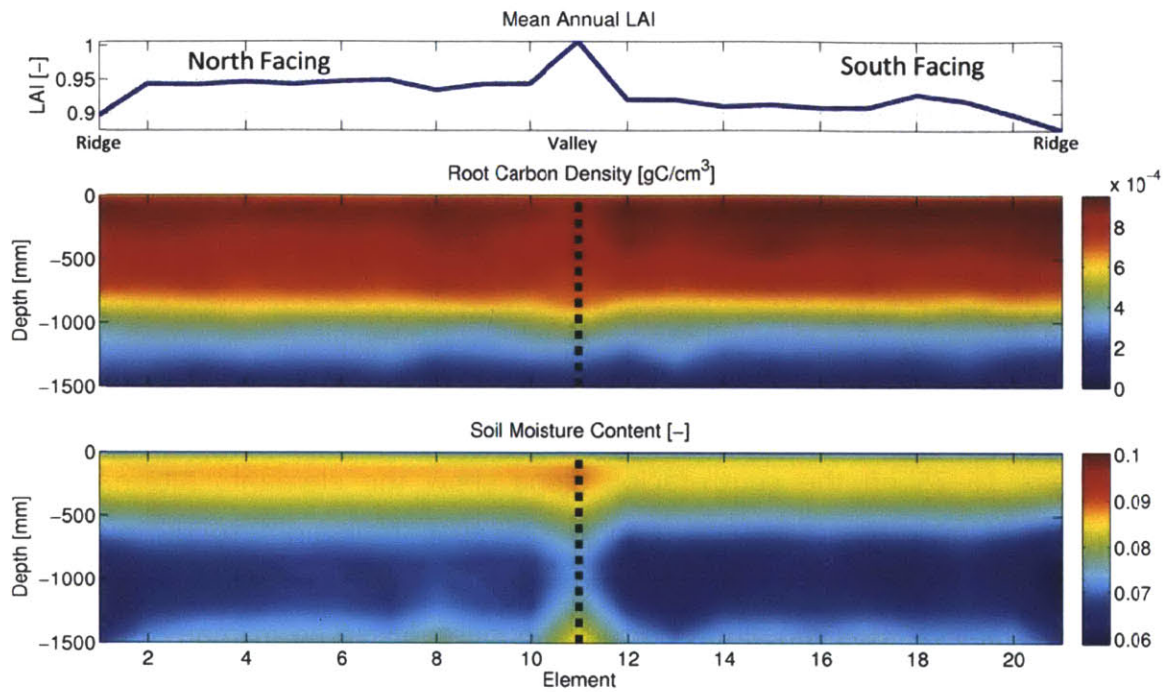 Mean Annual LAI
LAI [-]
1
0.95
0.9
North Facing
South Facing
Ridge
Valley
Ridge
Root Carbon Density [gC/cm³]
Depth [mm]
0
−500
−1000
−1500
x 10⁻⁴
8
6
4
2
0
Soil Moisture Content [−]
Depth [mm]
0
−500
−1000
−1500
2 4 6 8 10 12 14 16 18 20
Element
0.1
0.09
0.08
0.07
0.06